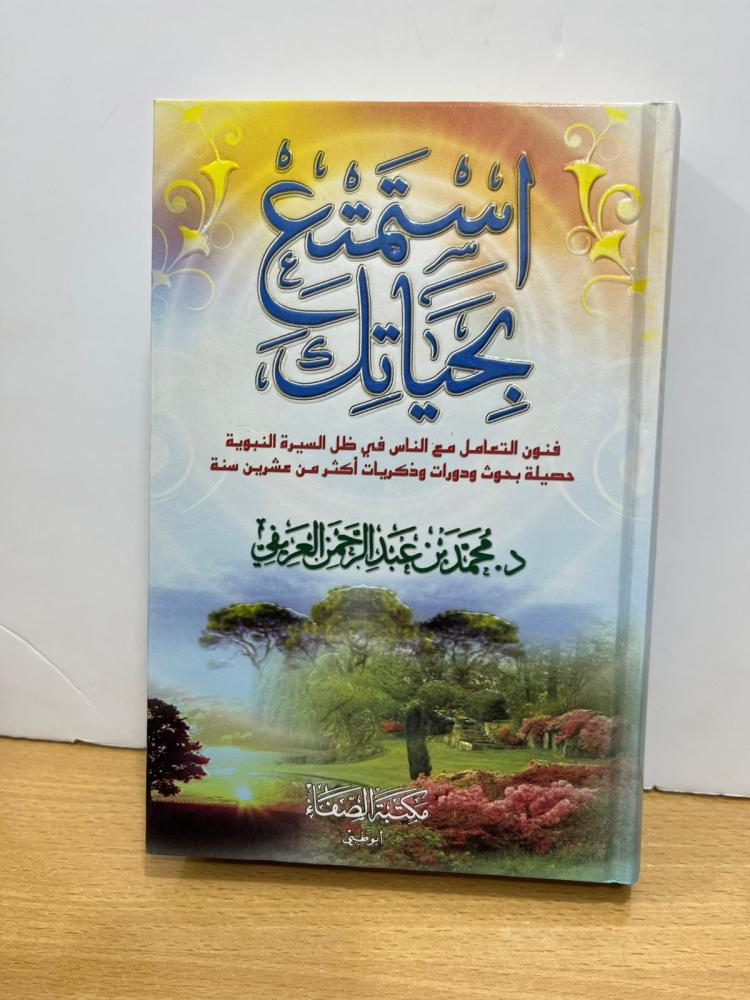 استمتع
بحياتك
فنون التعامل مع الناس في ظل السيرة النبوية
حصيلة بحوث ودورات وذكريات أكثر من عشرين سنة
د. محمد بن عبد الرحمن العريفي
مكتبة الصفاء
أبوظبي